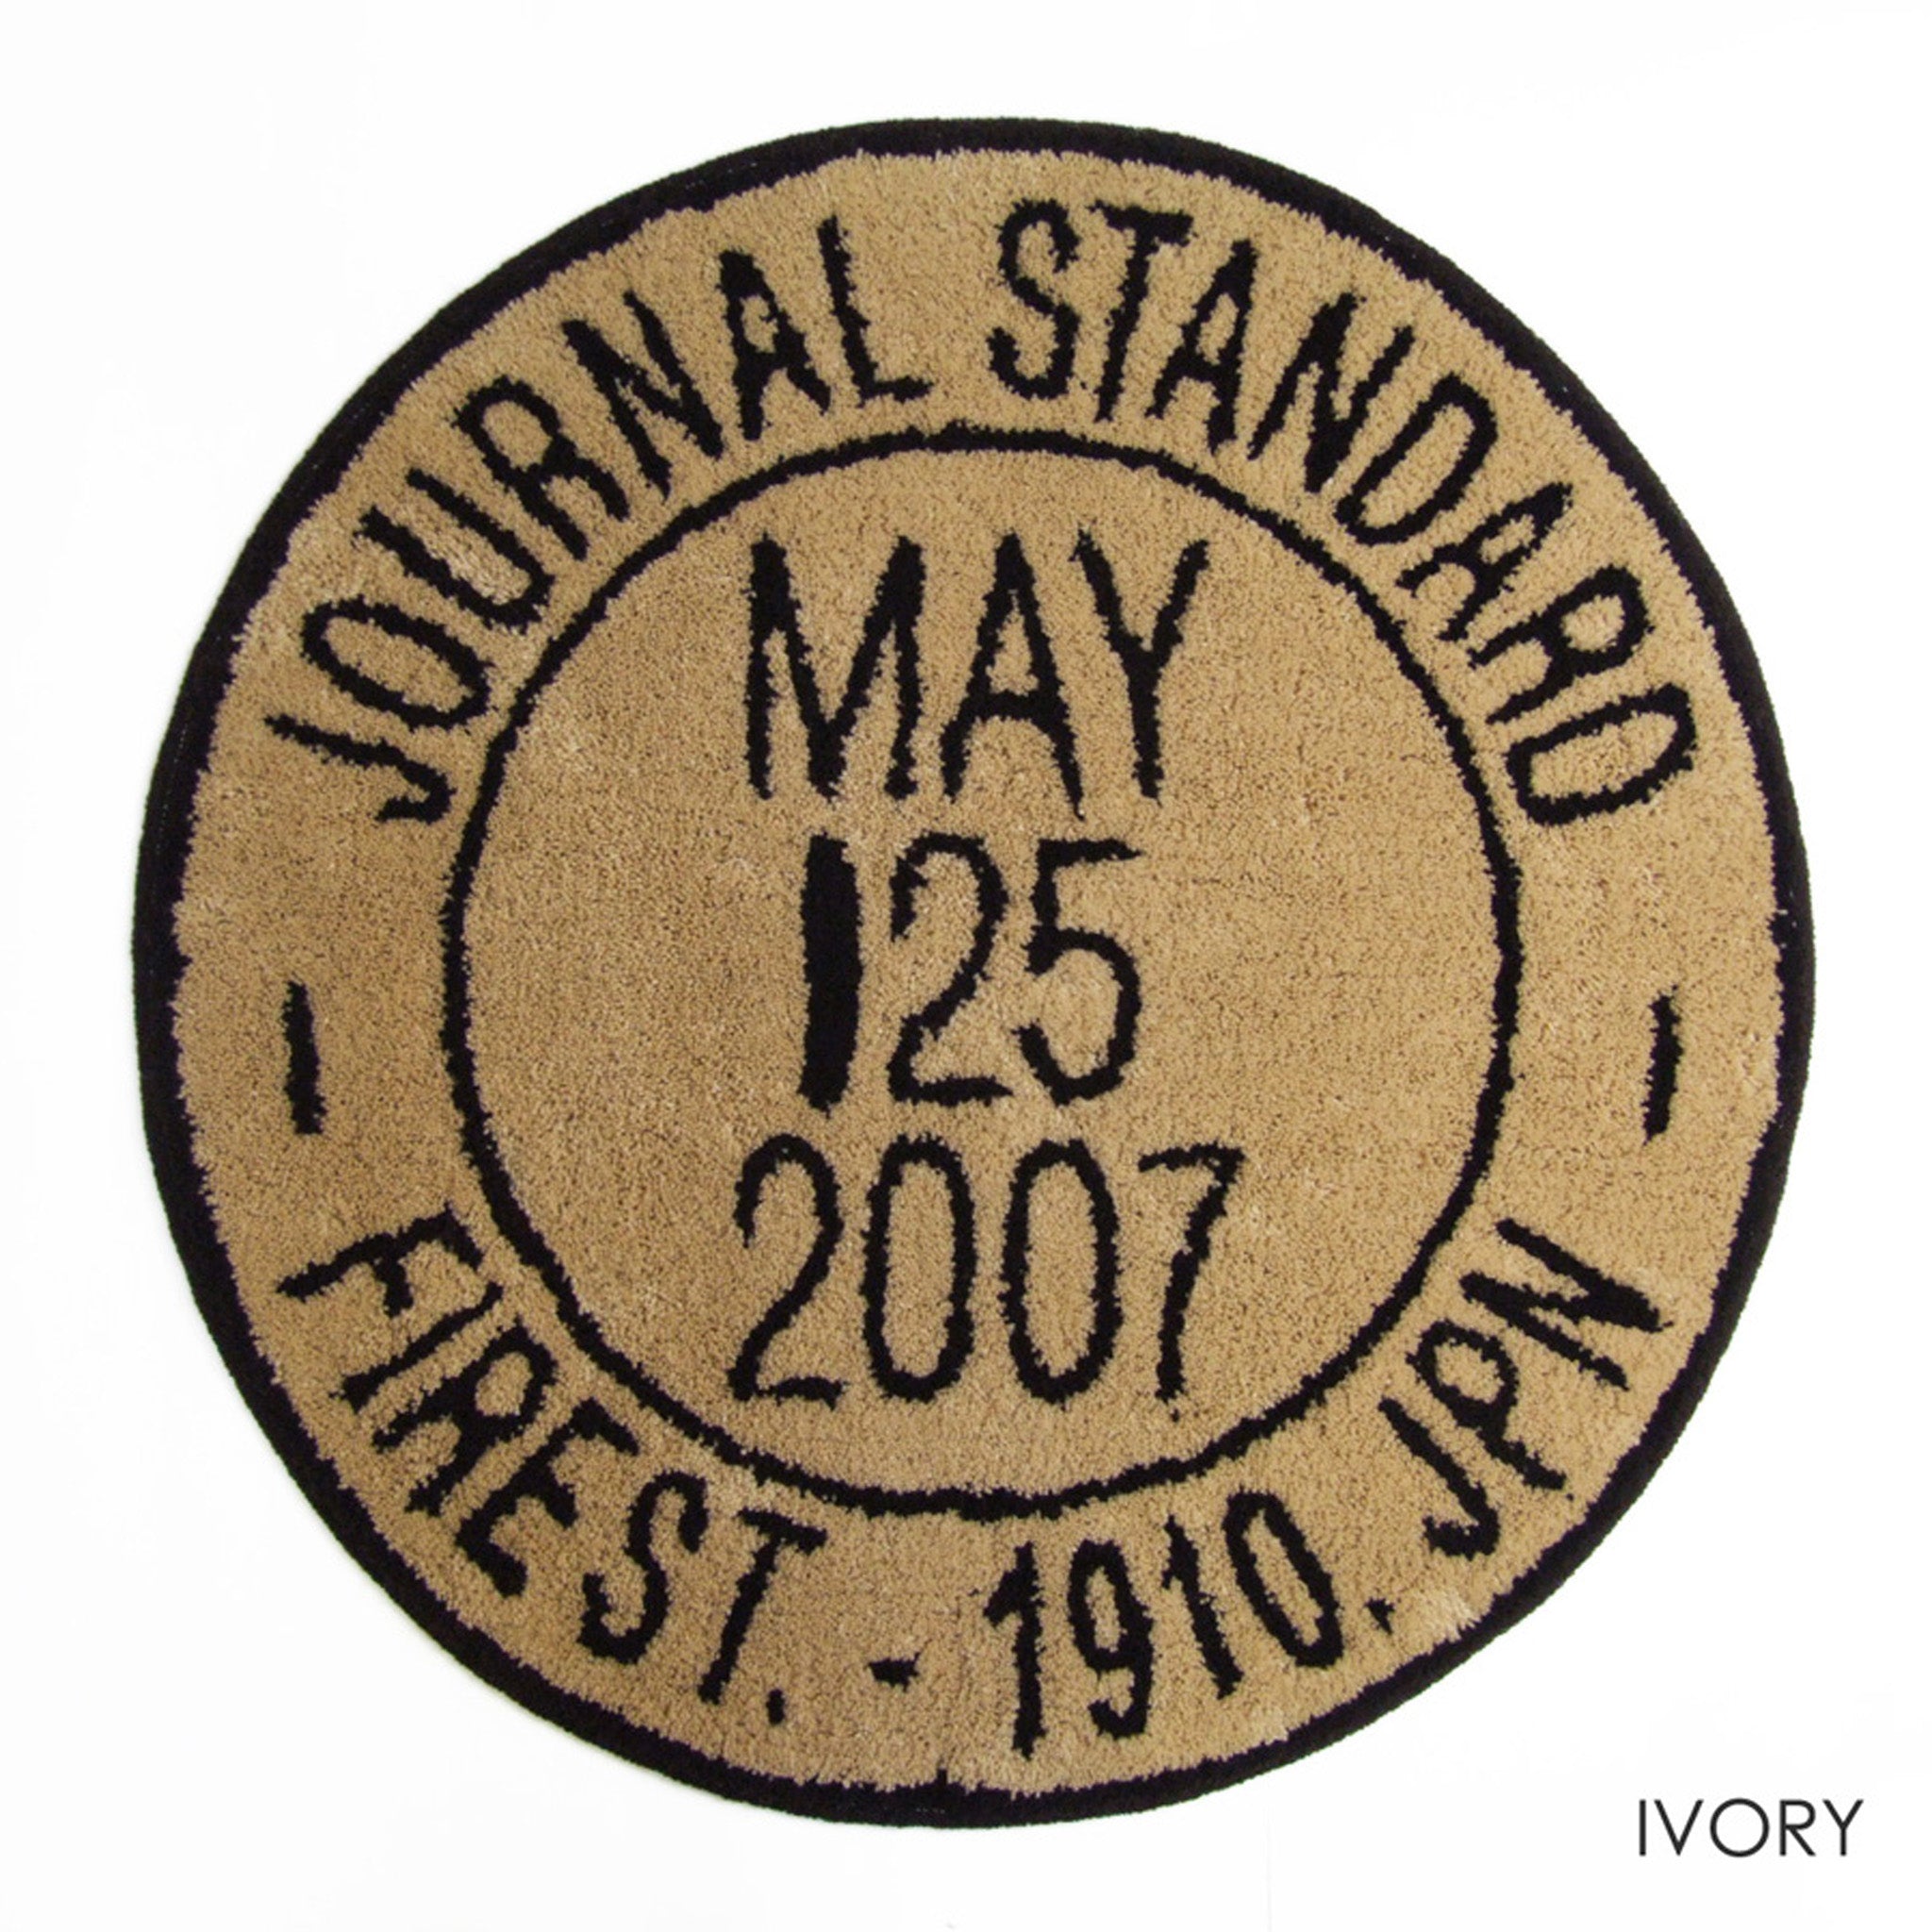 JOURNAL STANDARD
MAY
125
2007
FIREST. - 1910. JPN
IVORY